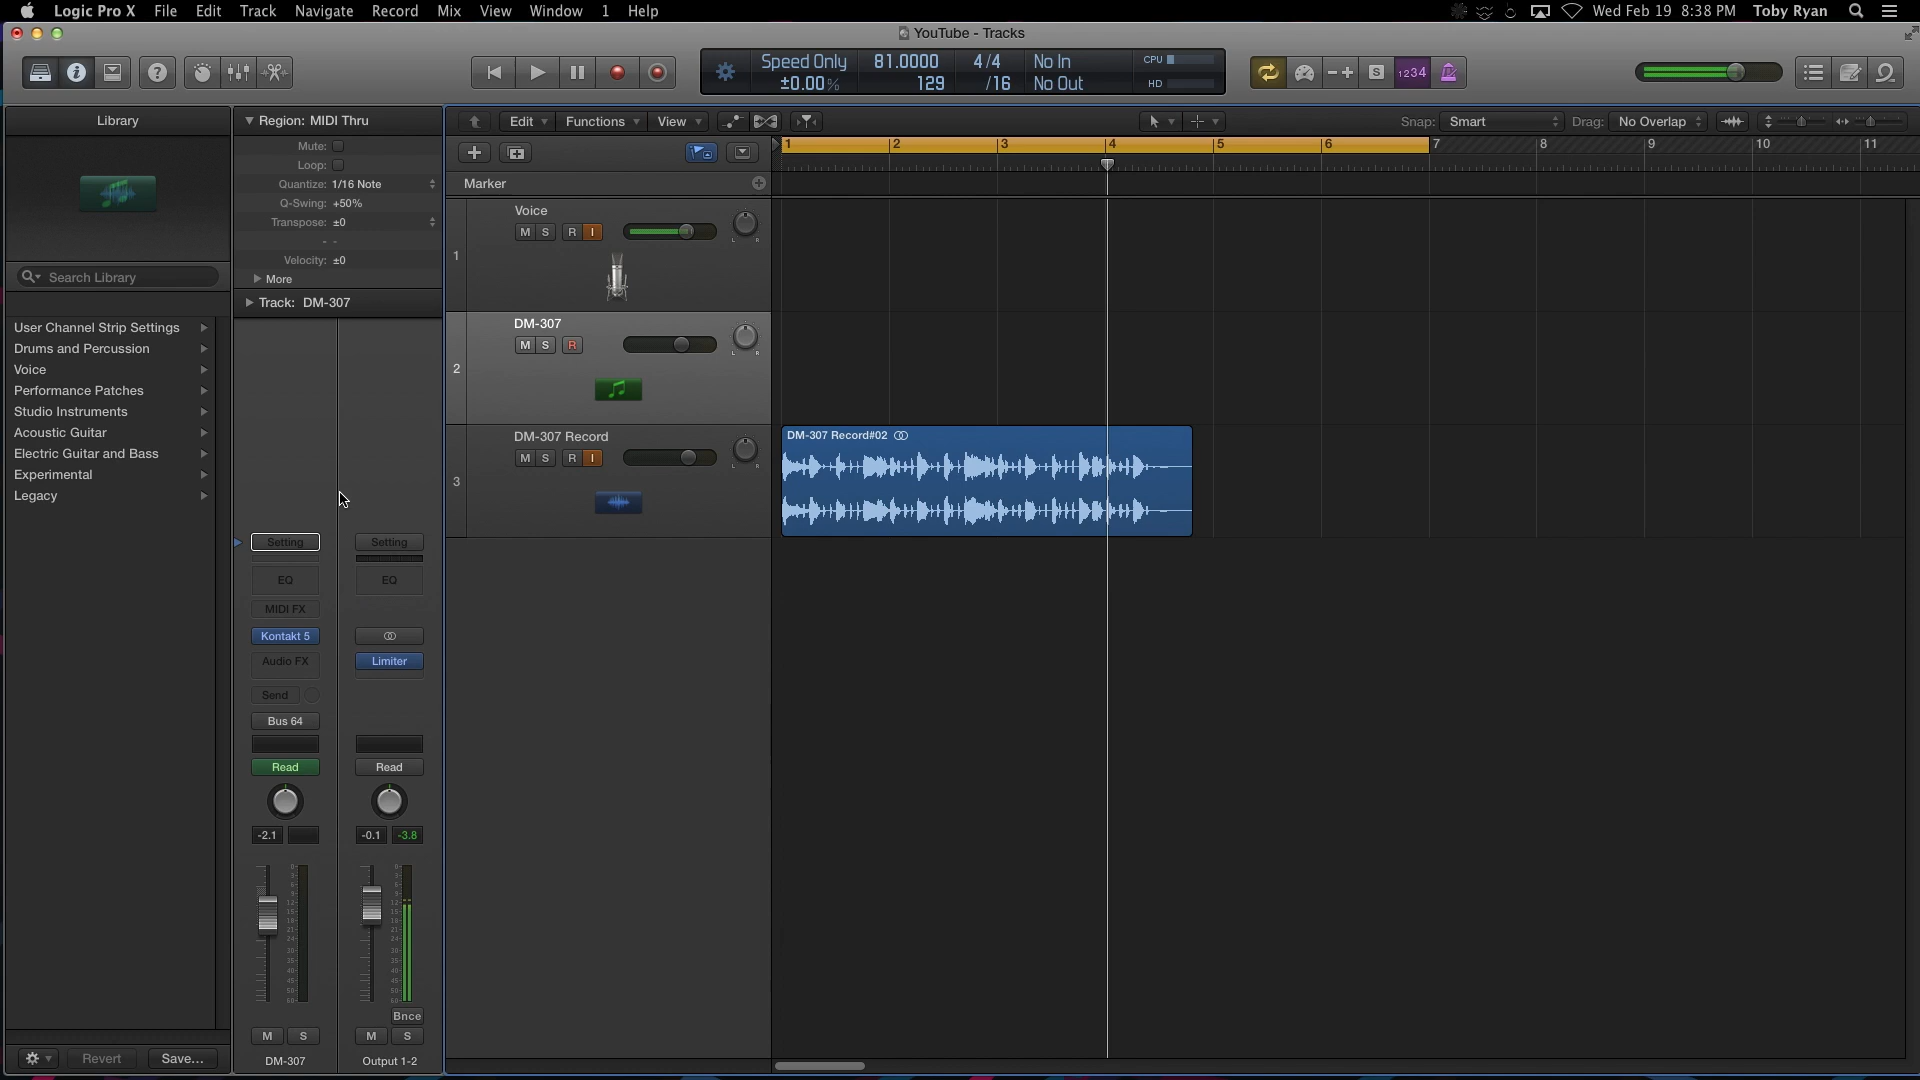 Logic Pro X File Edit Track Navigate Record Mix View Window 1 Help Wed Feb 19 8:38 PM Toby Ryan
YouTube - Tracks
Speed Only 81.0000 4/4 No In CPU
±0.00% 129 /16 No Out HD
S 1234
Library
Region: MIDI Thru
Mute:
Loop:
Quantize: 1/16 Note
Q-Swing: +50%
Transpose: ±0
- -
Velocity: ±0
More
Track: DM-307
Search Library
User Channel Strip Settings
Drums and Percussion
Voice
Performance Patches
Studio Instruments
Acoustic Guitar
Electric Guitar and Bass
Experimental
Legacy
Revert Save...
Setting Setting
EQ EQ
MIDI FX
Kontakt 5
Audio FX Limiter
Send
Bus 64
Read Read
-2.1 -0.1 -3.8
Bnce
M S M S
DM-307 Output 1-2
Edit Functions View Snap: Smart Drag: No Overlap
1 2 3 4 5 6 7 8 9 10 11
Marker
1 Voice
M S R I
L R
2 DM-307
M S R
L R
3 DM-307 Record
M S R I
L R
DM-307 Record#02